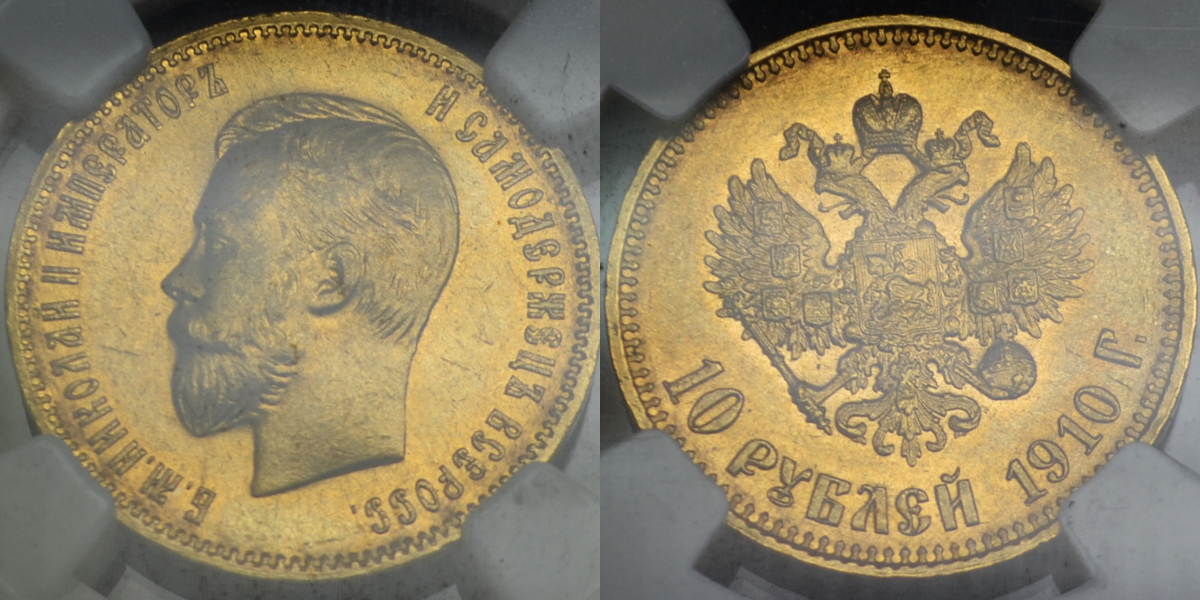 Б. М. НИКОЛАЙ II ИМПЕРАТОРЪ
И САМОДЕРЖЕЦЪ ВСЕРОСС.
10 РУБЛЕЙ 1910 Г.